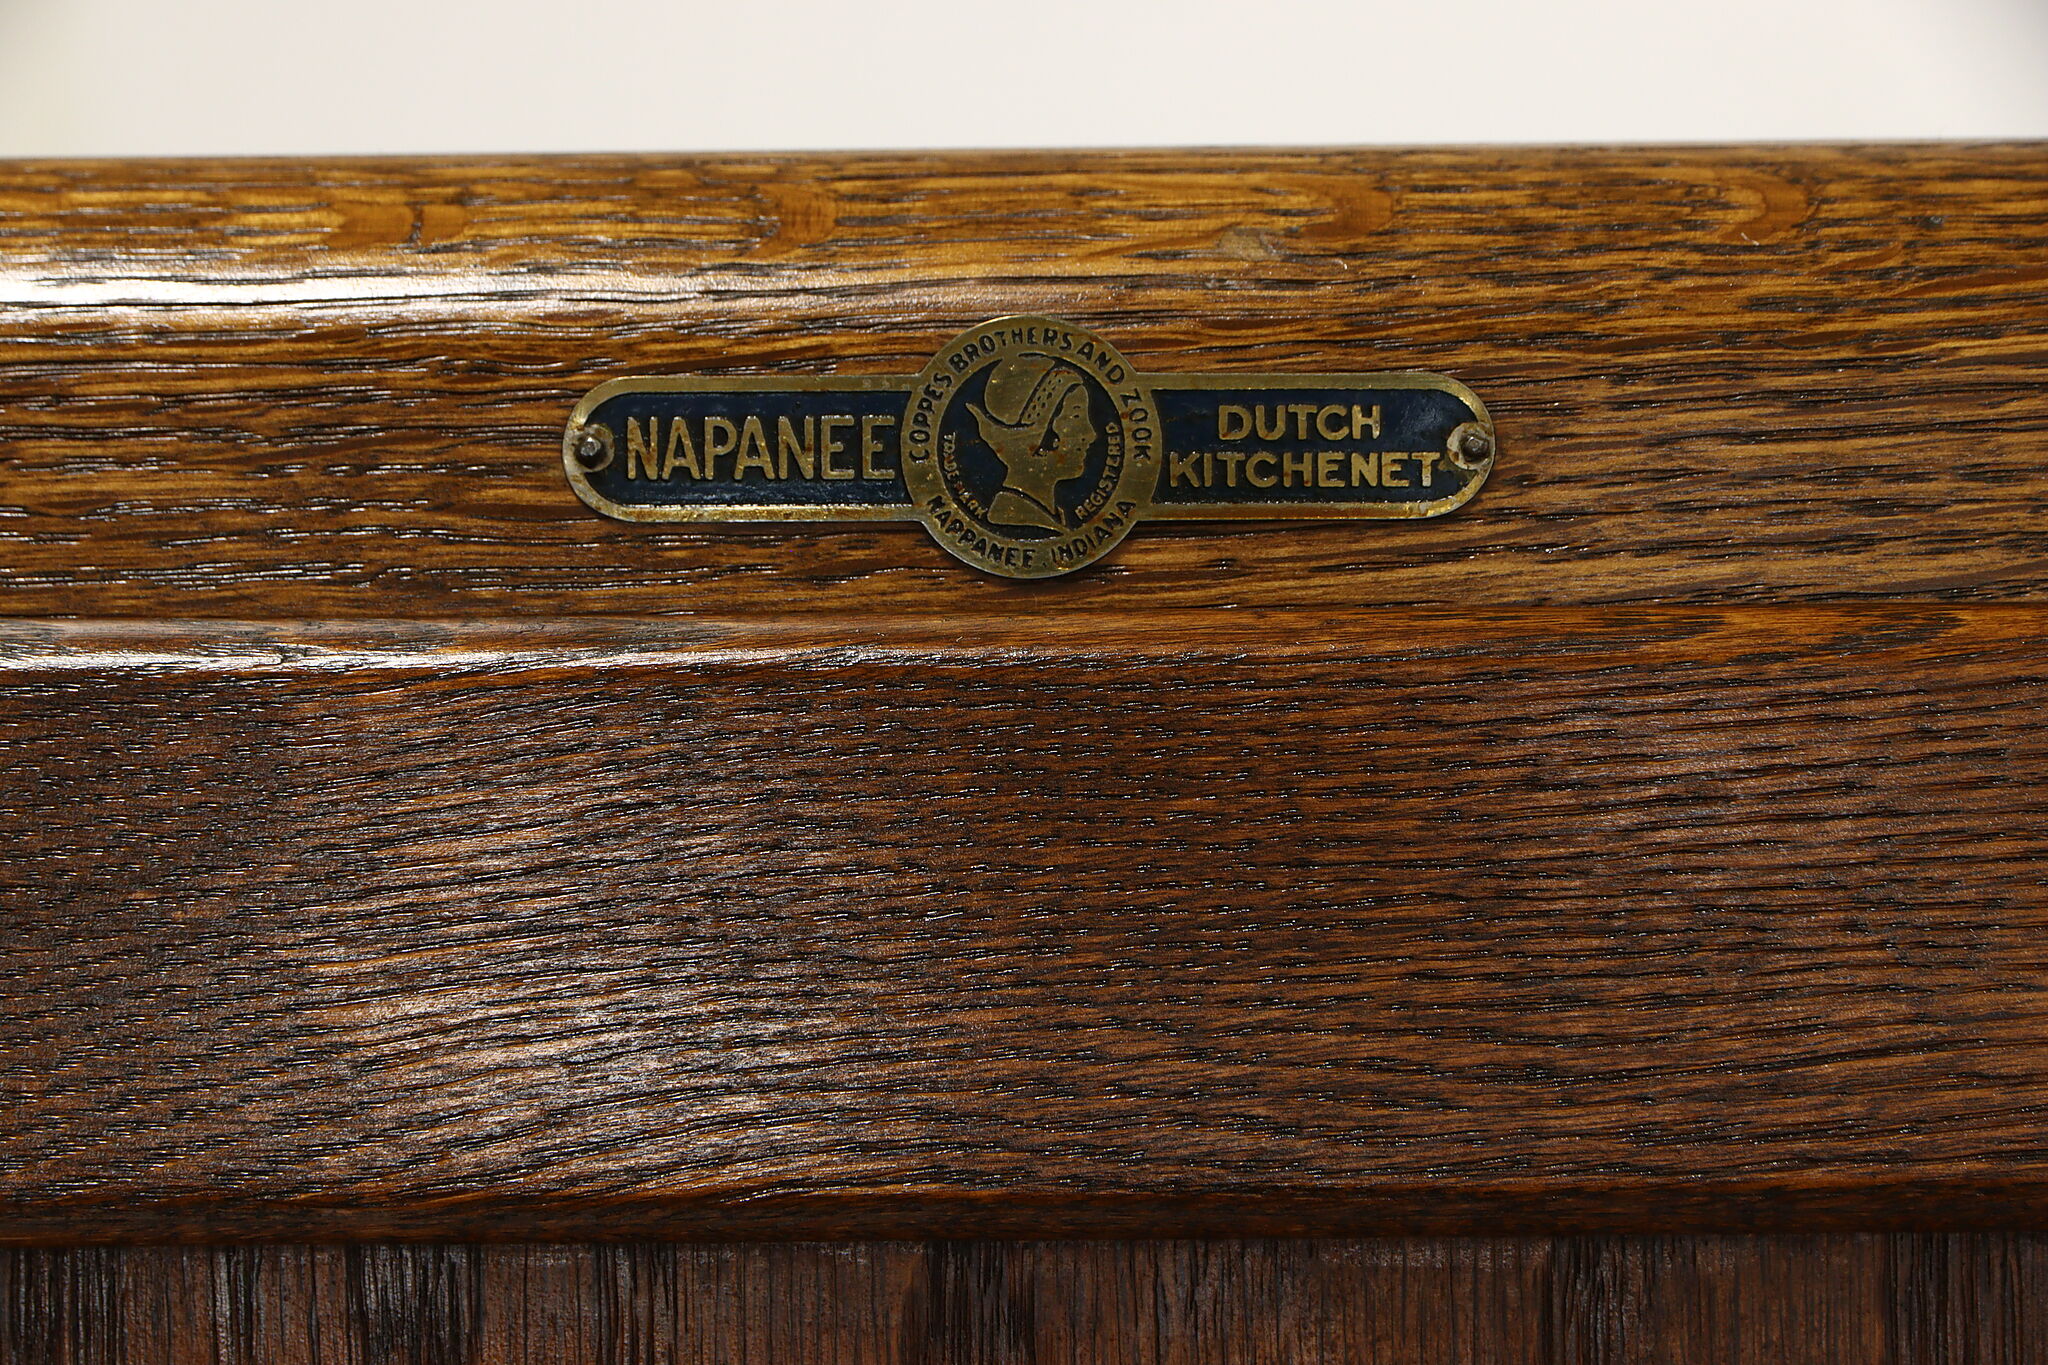 NAPANEE
COPPES BROTHERS AND ZOOK
NAPPANEE, INDIANA
TRADE MARK
REGISTERED
DUTCH
KITCHENET